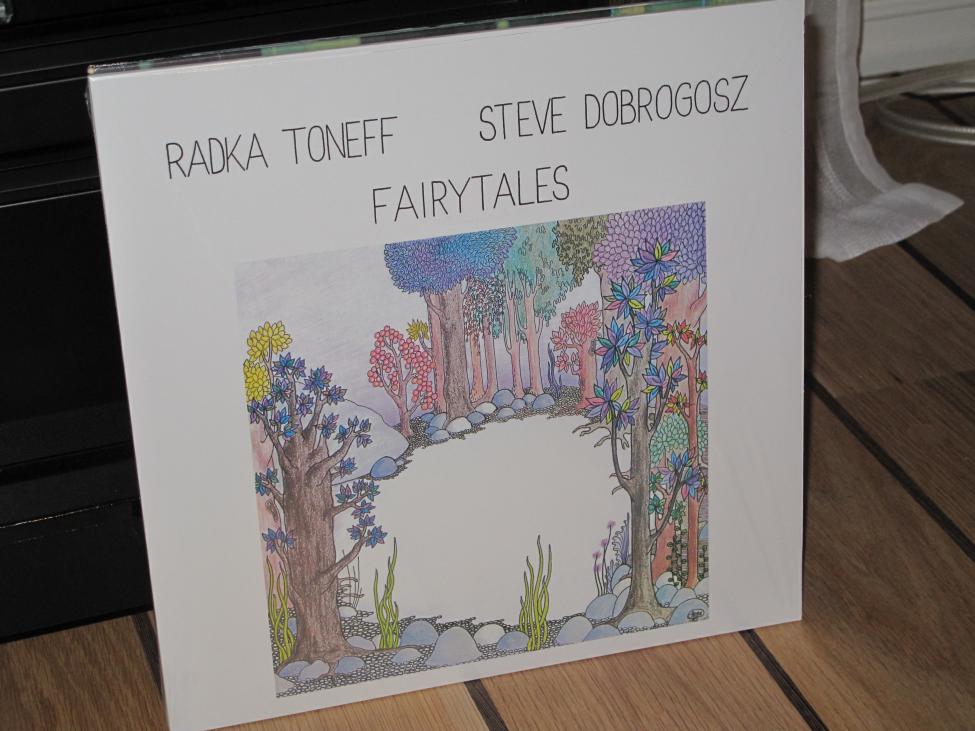 RADKA TONEFF STEVE DOBROGOSZ
FAIRYTALES